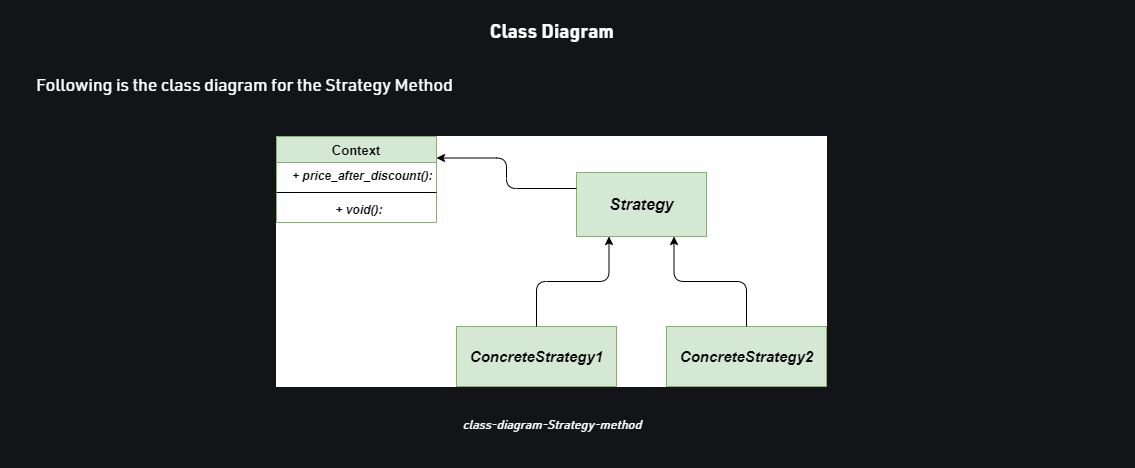 Class Diagram
Following is the class diagram for the Strategy Method
Context
+ price_after_discount():
+ void():
Strategy
ConcreteStrategy1
ConcreteStrategy2
class-diagram-Strategy-method